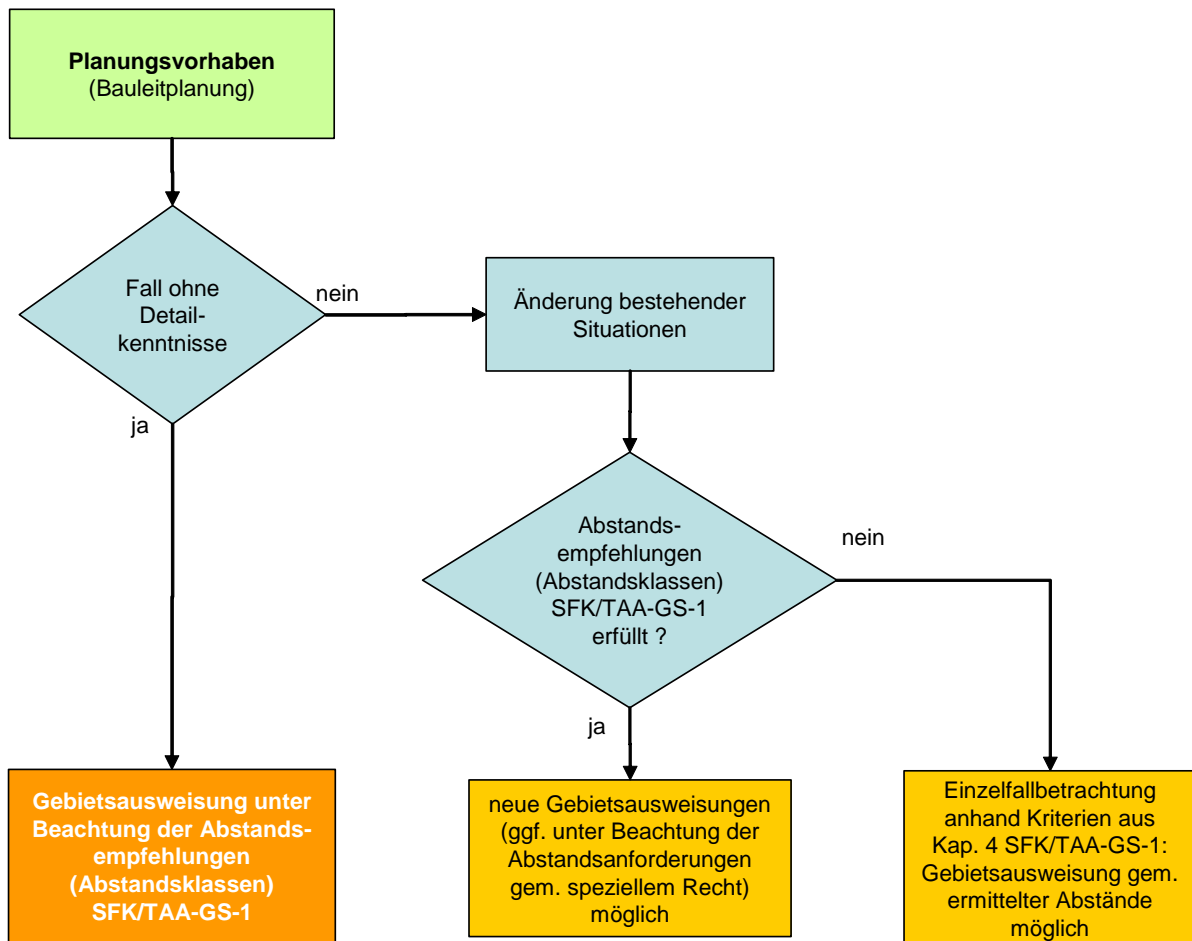 Planungsvorhaben
(Bauleitplanung)
Fall ohne
Detail-
kenntnisse
nein
Änderung bestehender
Situationen
ja
Abstands-
empfehlungen
(Abstandsklassen)
SFK/TAA-GS-1
erfüllt ?
nein
ja
Gebietsausweisung unter
Beachtung der Abstands-
empfehlungen
(Abstandsklassen)
SFK/TAA-GS-1
neue Gebietsausweisungen
(ggf. unter Beachtung der
Abstandsanforderungen
gem. speziellem Recht)
möglich
Einzelfallbetrachtung
anhand Kriterien aus
Kap. 4 SFK/TAA-GS-1:
Gebietsausweisung gem.
ermittelter Abstände
möglich